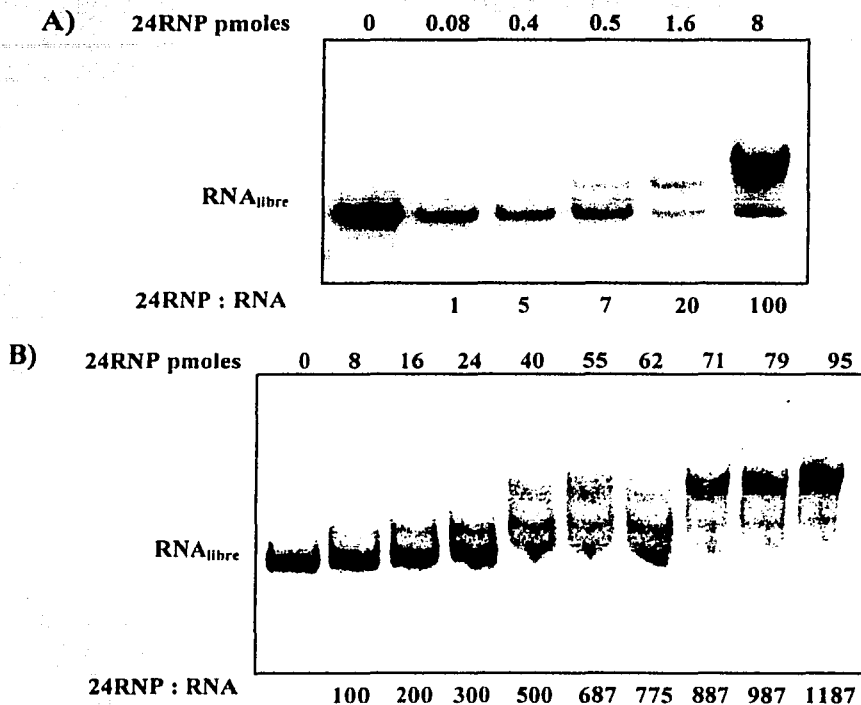 A) 24RNP pmoles 0 0.08 0.4 0.5 1.6 8
RNAlibre
24RNP : RNA 1 5 7 20 100
B) 24RNP pmoles 0 8 16 24 40 55 62 71 79 95
RNAlibre
24RNP : RNA 100 200 300 500 687 775 887 987 1187